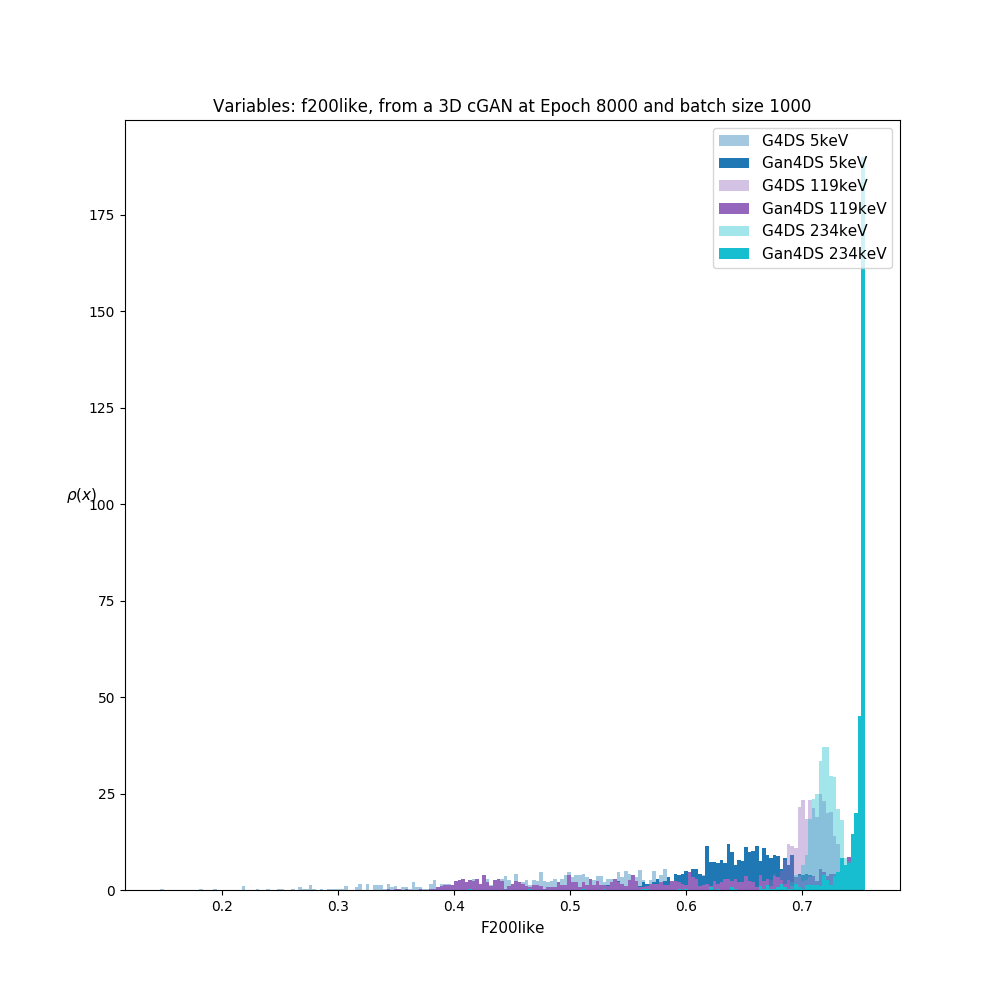 Variables: f200like, from a 3D cGAN at Epoch 8000 and batch size 1000
G4DS 5keV
Gan4DS 5keV
G4DS 119keV
Gan4DS 119keV
G4DS 234keV
Gan4DS 234keV
175
150
125
ρ(x)
100
75
50
25
0
0.2 0.3 0.4 0.5 0.6 0.7
F200like